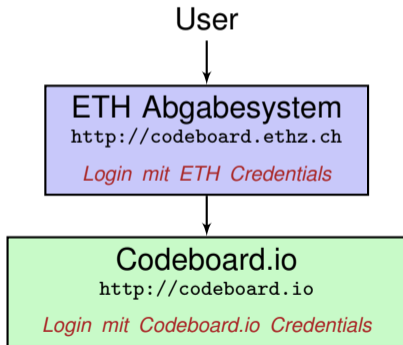 User
ETH Abgabesystem
http://codeboard.ethz.ch
Login mit ETH Credentials
Codeboard.io
http://codeboard.io
Login mit Codeboard.io Credentials